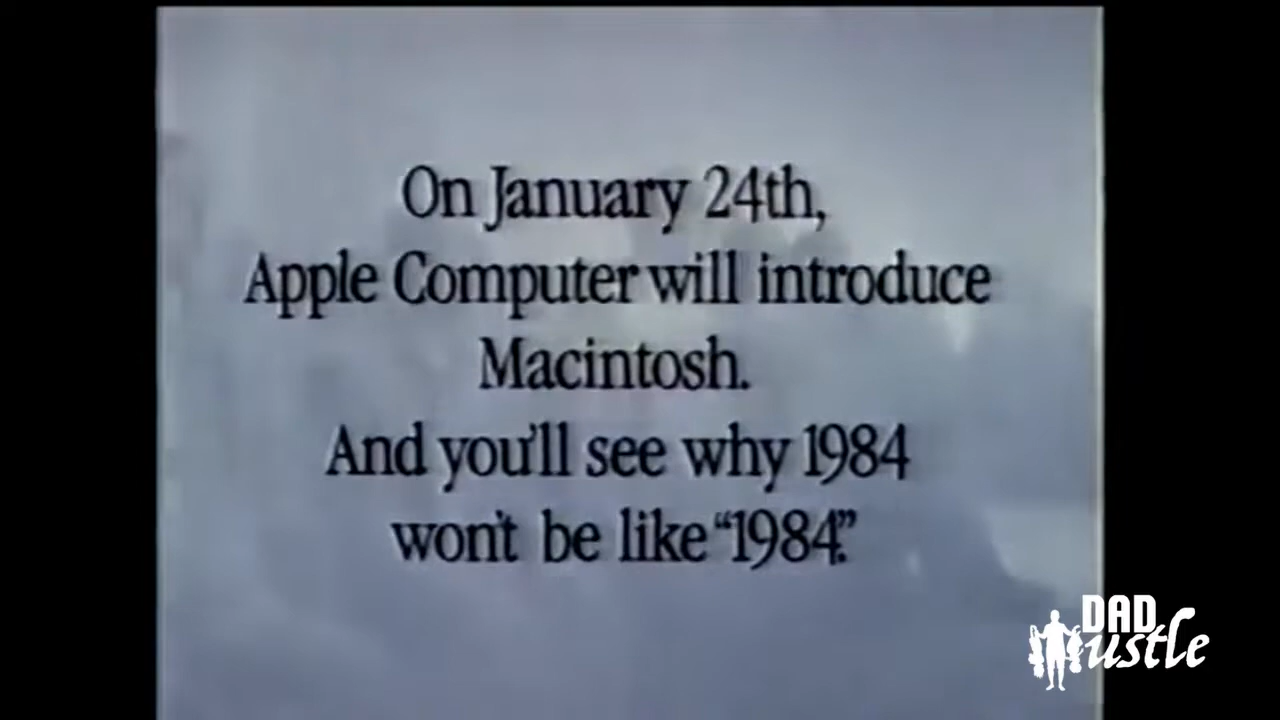 On January 24th,
Apple Computer will introduce
Macintosh.
And you'll see why 1984
won't be like “1984.”
DAD
Hustle